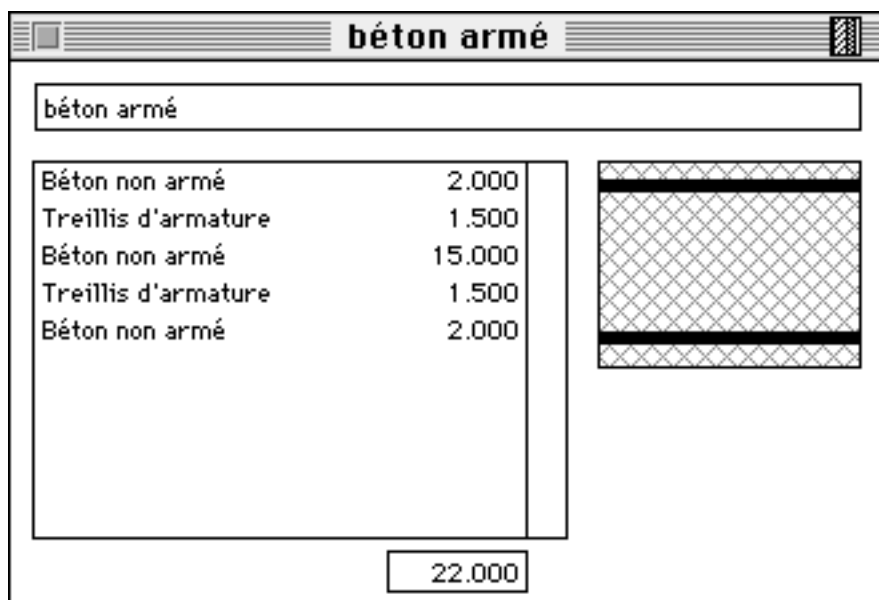 béton armé
béton armé
Béton non armé 2.000
Treillis d'armature 1.500
Béton non armé 15.000
Treillis d'armature 1.500
Béton non armé 2.000
22.000